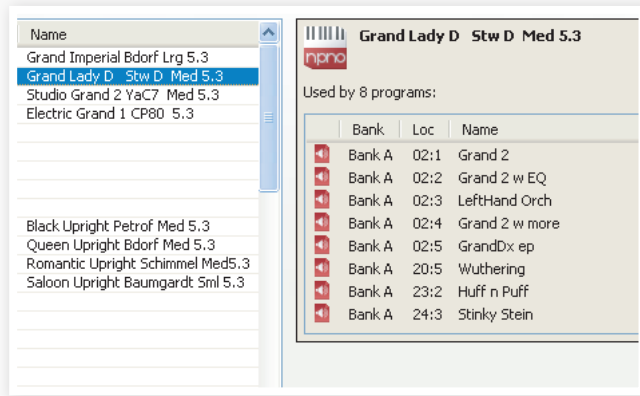 Name
Grand Imperial Bdorf Lrg 5.3
Grand Lady D Stw D Med 5.3
Studio Grand 2 YaC7 Med 5.3
Electric Grand 1 CP80 5.3
Black Upright Petrof Med 5.3
Queen Upright Bdorf Med 5.3
Romantic Upright Schimmel Med5.3
Saloon Upright Baumgardt Sml 5.3
npno
Grand Lady D Stw D Med 5.3
Used by 8 programs:
Bank Loc Name
Bank A 02:1 Grand 2
Bank A 02:2 Grand 2 w EQ
Bank A 02:3 LeftHand Orch
Bank A 02:4 Grand 2 w more
Bank A 02:5 GrandDx ep
Bank A 20:5 Wuthering
Bank A 23:2 Huff n Puff
Bank A 24:3 Stinky Stein